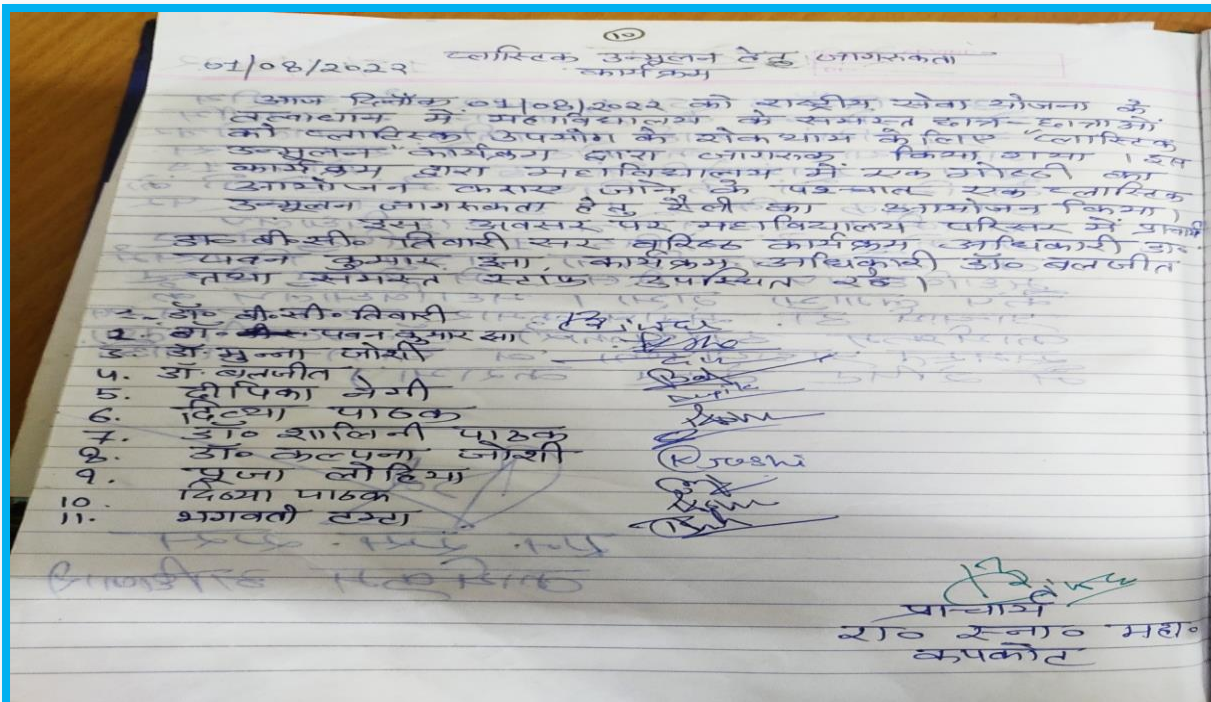 10
01/08/2022 प्लास्टिक उन्मूलन हेतु जागरुकता
कार्यक्रम
आज दिनाँक 01/08/2022 को राष्ट्रीय सेवा योजना के
तत्वाधान में महाविद्यालय के समस्त छात्र-छात्राओं
को प्लास्टिक उपयोग के रोकथाम के लिए "प्लास्टिक
उन्मूलन" कार्यक्रम द्वारा जागरुक किया गया। इस
कार्यक्रम द्वारा महाविद्यालय में एक गोष्ठी का
आयोजन कराए जाने के पश्चात एक प्लास्टिक
उन्मूलन जागरुकता हेतु रैली का आयोजन किया।
इस अवसर पर महाविद्यालय परिसर में प्राचार्य
डा० बी०सी० तिवारी सर वरिष्ठ कार्यक्रम अधिकारी डा०
पवन कुमार झा, कार्यक्रम अधिकारी डॉ० बलजीत
तथा समस्त स्टॉफ उपस्थित रहे।
1. डॉ० बी०सी० तिवारी
2. डॉ० पवन कुमार झा
3. डॉ मुन्ना जोशी
4. डॉ. बलजीत
5. दीपिका नेगी
6. दिव्या पाठक
7. डॉ० शालिनी पाठक
8. डॉ० कल्पना जोशी KJoshi
9. पूजा लोहिया
10. दिव्या पाठक
11. भगवती टम्टा
प्राचार्य
रा० स्ना० महा०
कपकोट